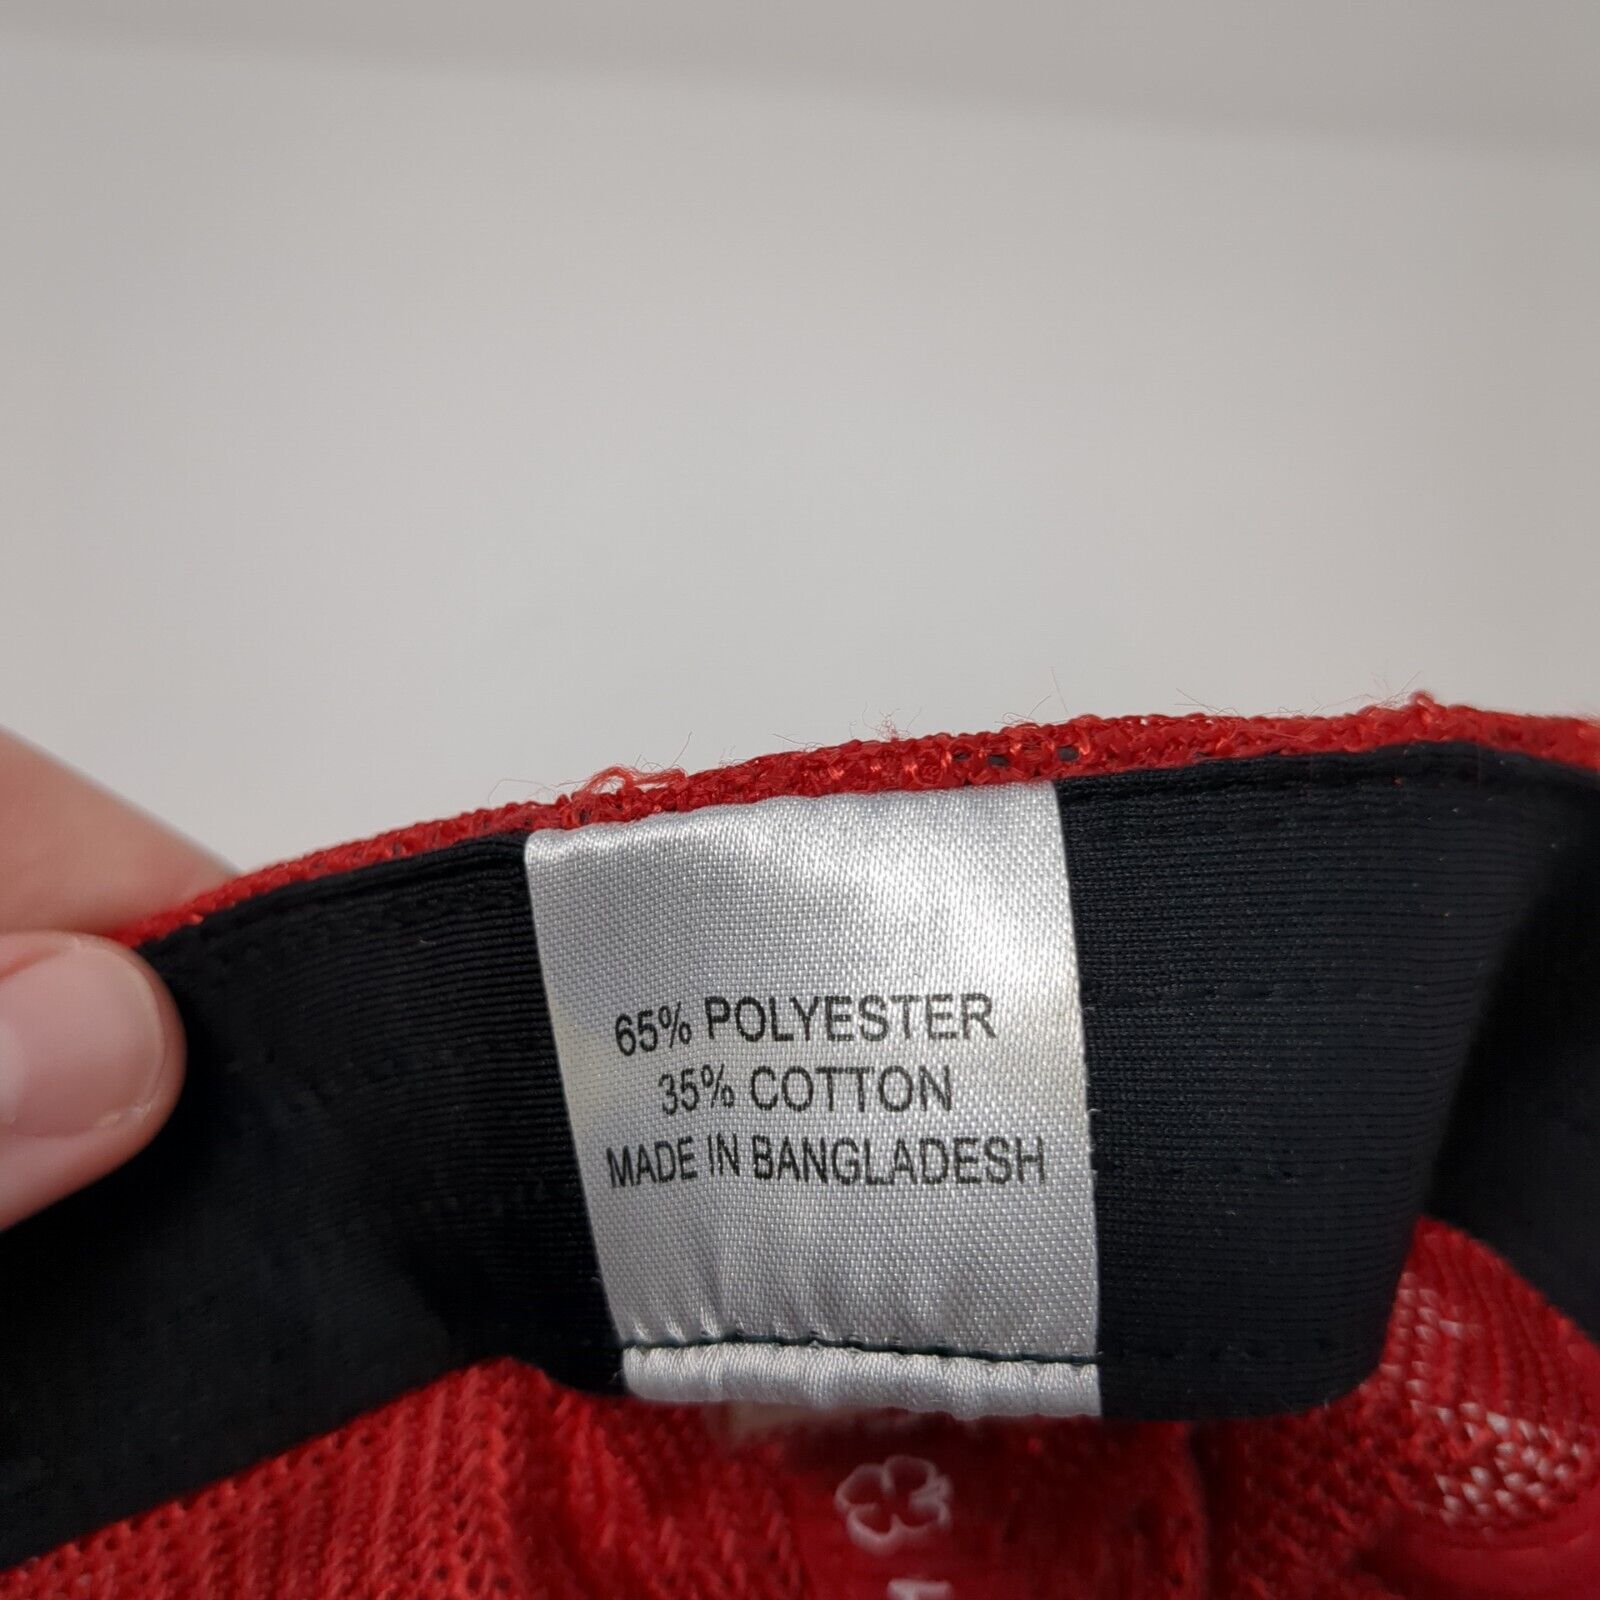 65% POLYESTER
35% COTTON
MADE IN BANGLADESH